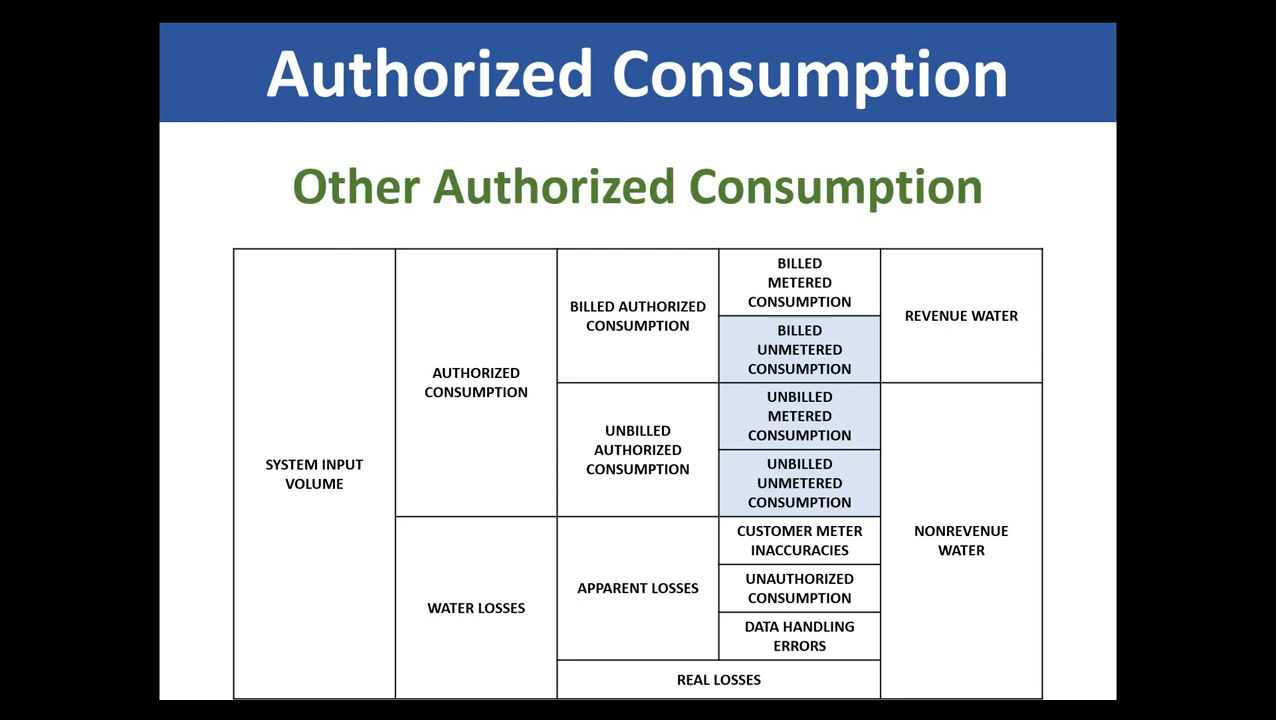 Authorized Consumption
Other Authorized Consumption
SYSTEM INPUT
VOLUME
AUTHORIZED
CONSUMPTION
WATER LOSSES
BILLED AUTHORIZED
CONSUMPTION
UNBILLED
AUTHORIZED
CONSUMPTION
APPARENT LOSSES
BILLED
METERED
CONSUMPTION
BILLED
UNMETERED
CONSUMPTION
UNBILLED
METERED
CONSUMPTION
UNBILLED
UNMETERED
CONSUMPTION
CUSTOMER METER
INACCURACIES
UNAUTHORIZED
CONSUMPTION
DATA HANDLING
ERRORS
REAL LOSSES
REVENUE WATER
NONREVENUE
WATER